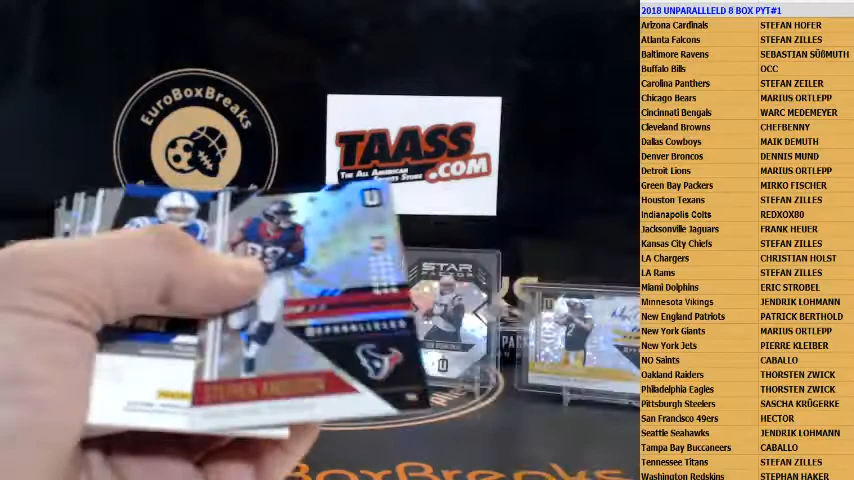 2018 UNPARALLLELD 8 BOX PYT#1
Arizona Cardinals STEFAN HOFER
Atlanta Falcons STEFAN ZILLES
Baltimore Ravens SEBASTIAN SÜßMUTH
Buffalo Bills OCC
Carolina Panthers STEFAN ZEILER
Chicago Bears MARIUS ORTLEPP
Cincinnati Bengals WARC MEDEMEYER
Cleveland Browns CHEFBENNY
Dallas Cowboys MAIK DEMUTH
Denver Broncos DENNIS MUND
Detroit Lions MARIUS ORTLEPP
Green Bay Packers MIRKO FISCHER
Houston Texans STEFAN ZILLES
Indianapolis Colts REDXOX80
Jacksonville Jaguars FRANK HEUER
Kansas City Chiefs STEFAN ZILLES
LA Chargers CHRISTIAN HOLST
LA Rams STEFAN ZILLES
Miami Dolphins ERIC STROBEL
Minnesota Vikings JENDRIK LOHMANN
New England Patriots PATRICK BERTHOLD
New York Giants MARIUS ORTLEPP
New York Jets PIERRE KLEIBER
NO Saints CABALLO
Oakland Raiders THORSTEN ZWICK
Philadelphia Eagles THORSTEN ZWICK
Pittsburgh Steelers SASCHA KRÜGERKE
San Francisco 49ers HECTOR
Seattle Seahawks JENDRIK LOHMANN
Tampa Bay Buccaneers CABALLO
Tennessee Titans STEFAN ZILLES
Washington Redskins STEPHAN HAKER
EuroBoxBreaks
TAASS
THE ALL AMERICAN SPORTS STORE .COM
STAR
FACTOR
UNPARALLELED
STEPHEN ANDERSON
PANINI
BoxBreaks